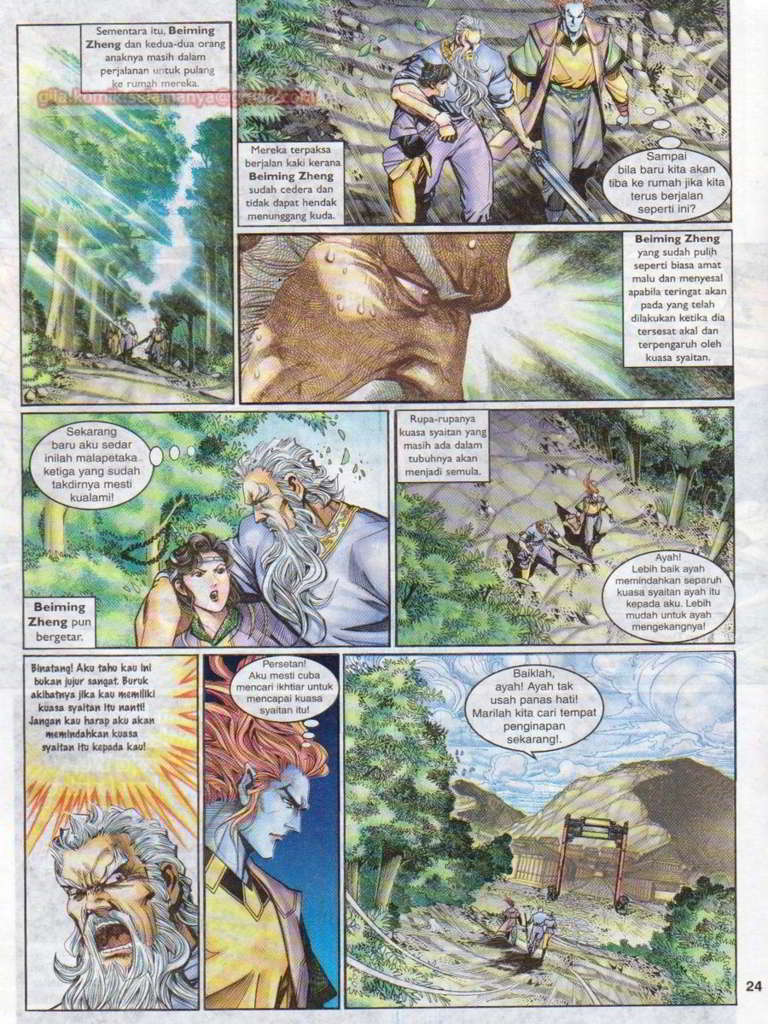 Sementara itu, Beiming
Zheng dan kedua-dua orang
anaknya masih dalam
perjalanan untuk pulang
ke rumah mereka.
Mereka terpaksa
berjalan kaki kerana
Beiming Zheng
sudah cedera dan
tidak dapat hendak
menunggang kuda.
Sampai
bila baru kita akan
tiba ke rumah jika kita
terus berjalan
seperti ini?
Beiming Zheng
yang sudah pulih
seperti biasa amat
malu dan menyesal
apabila teringat akan
pada yang telah
dilakukan ketika dia
tersesat akal dan
terpengaruh oleh
kuasa syaitan.
Sekarang
baru aku sedar
inilah malapetaka
ketiga yang sudah
takdirnya mesti
kualami!
Beiming
Zheng pun
bergetar.
Rupa-rupanya
kuasa syaitan yang
masih ada dalam
tubuhnya akan
menjadi semula.
Ayah!
Lebih baik ayah
memindahkan separuh
kuasa syaitan ayah itu
kepada aku. Lebih
mudah untuk ayah
mengekangnya!
Binatang! Aku tahu kau ini
bukan jujur sangat. Buruk
akibatnya jika kau memiliki
kuasa syaitan itu nanti!
Jangan kau harap aku akan
memindahkan kuasa
syaitan itu kepada kau!
Persetan!
Aku mesti cuba
mencari ikhtiar untuk
mencapai kuasa
syaitan itu!
Baiklah,
ayah! Ayah tak
usah panas hati!
Marilah kita cari tempat
penginapan
sekarang!.
24